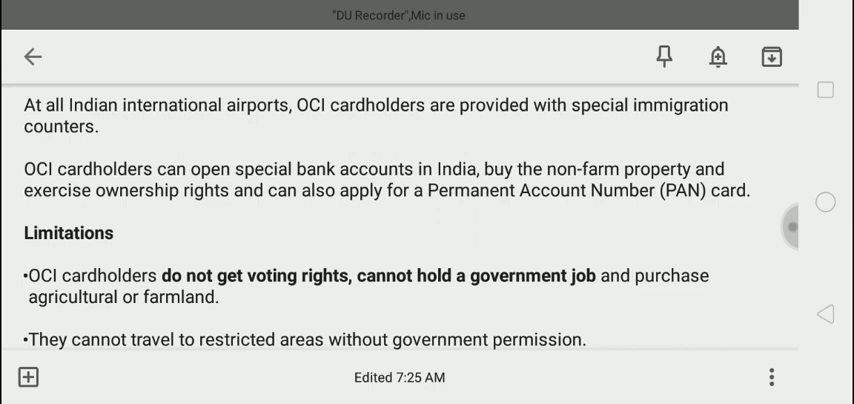 "DU Recorder",Mic in use
At all Indian international airports, OCI cardholders are provided with special immigration
counters.
OCI cardholders can open special bank accounts in India, buy the non-farm property and
exercise ownership rights and can also apply for a Permanent Account Number (PAN) card.
Limitations
•OCI cardholders do not get voting rights, cannot hold a government job and purchase
agricultural or farmland.
•They cannot travel to restricted areas without government permission.
Edited 7:25 AM